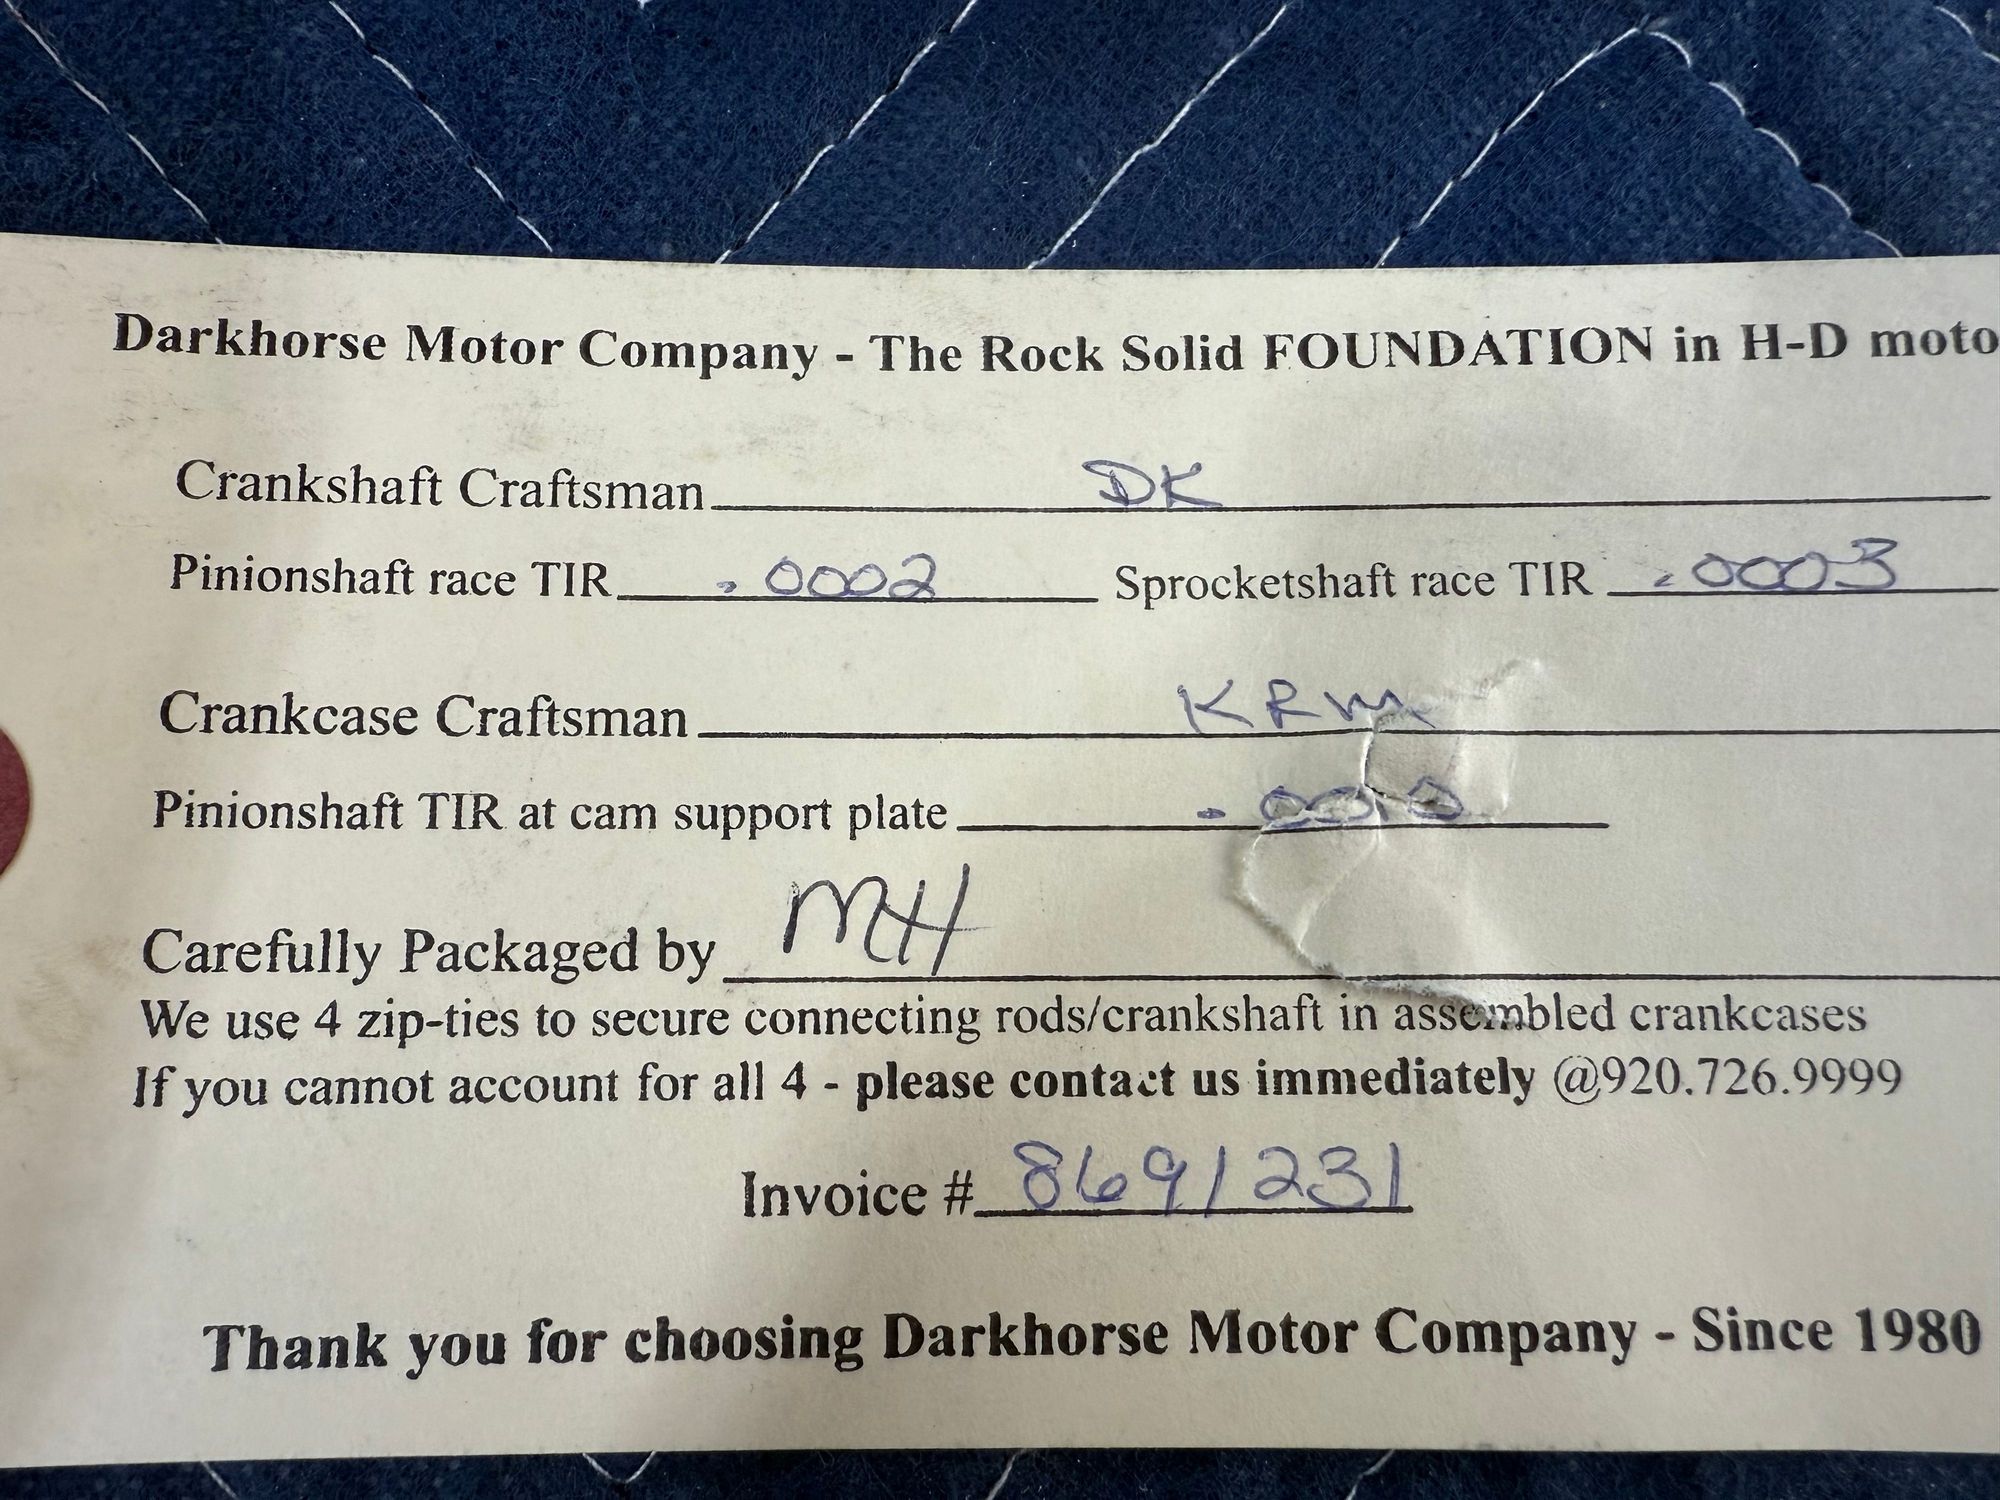 Darkhorse Motor Company - The Rock Solid FOUNDATION in H-D moto
Crankshaft Craftsman DK
Pinionshaft race TIR .0002 Sprocketshaft race TIR .0003
Crankcase Craftsman KRM
Pinionshaft TIR at cam support plate
Carefully Packaged by MH
We use 4 zip-ties to secure connecting rods/crankshaft in assembled crankcases
If you cannot account for all 4 - please contact us immediately @920.726.9999
Invoice # 8691231
Thank you for choosing Darkhorse Motor Company - Since 1980